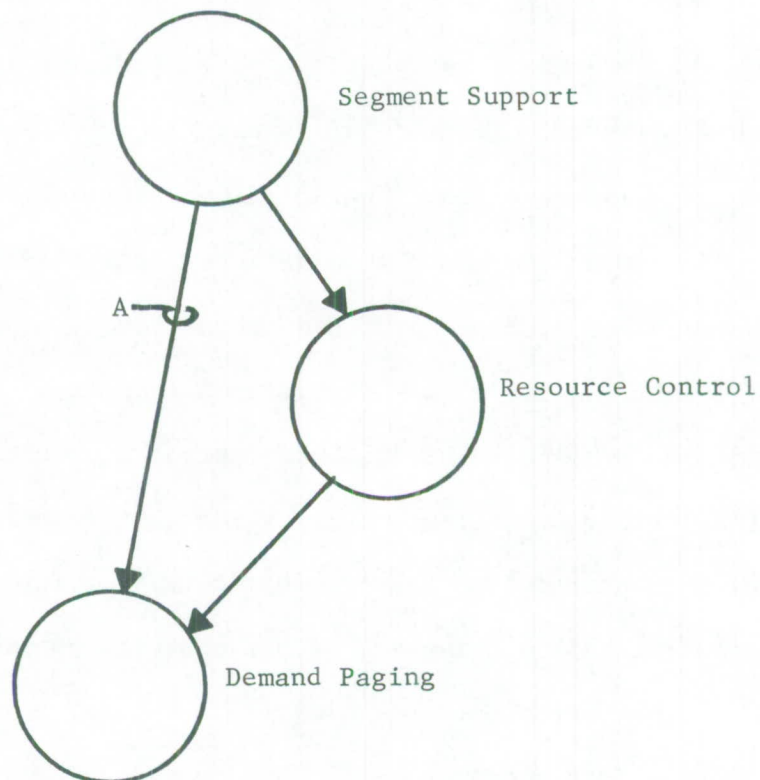 Segment Support
A
Resource Control
Demand Paging